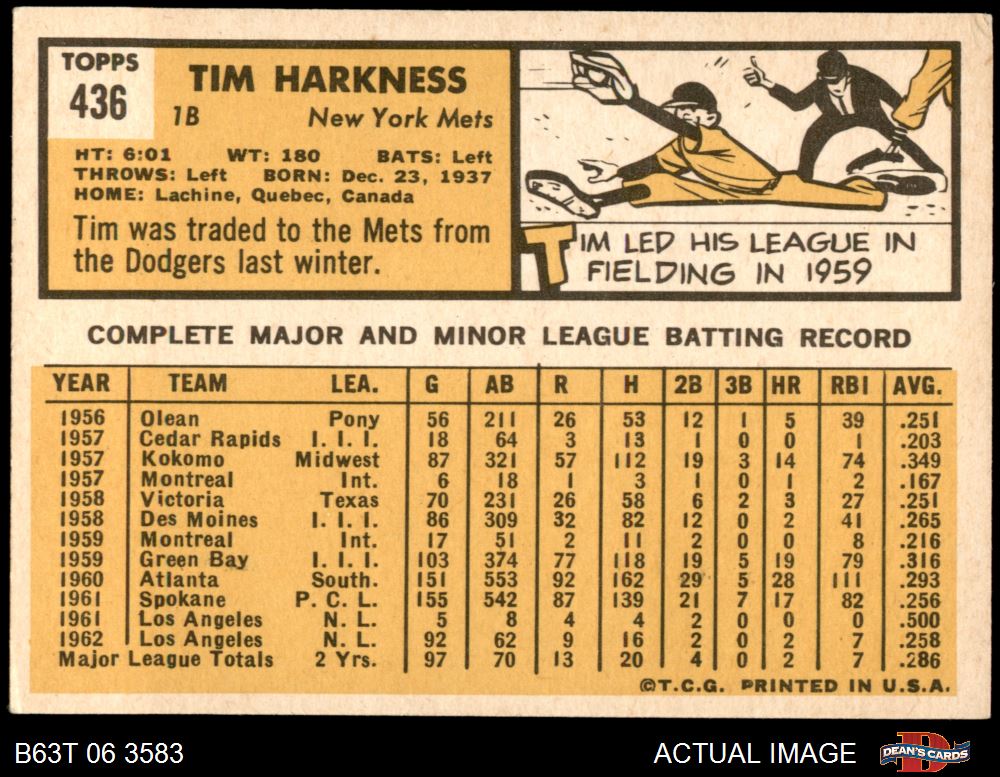 TOPPS
436
TIM HARKNESS
1B New York Mets
HT: 6:01 WT: 180 BATS: Left
THROWS: Left BORN: Dec. 23, 1937
HOME: Lachine, Quebec, Canada
Tim was traded to the Mets from
the Dodgers last winter.
TIM LED HIS LEAGUE IN
FIELDING IN 1959
COMPLETE MAJOR AND MINOR LEAGUE BATTING RECORD
YEAR TEAM LEA. G AB R H 2B 3B HR RBI AVG.
1956 Olean Pony 56 211 26 53 12 1 5 39 .251
1957 Cedar Rapids I. I. I. 18 64 3 13 1 0 0 1 .203
1957 Kokomo Midwest 87 321 57 112 19 3 14 74 .349
1957 Montreal Int. 6 18 1 3 1 0 1 2 .167
1958 Victoria Texas 70 231 26 58 6 2 3 27 .251
1958 Des Moines I. I. I. 86 309 32 82 12 0 2 41 .265
1959 Montreal Int. 17 51 2 11 2 0 0 8 .216
1959 Green Bay I. I. I. 103 374 77 118 19 5 19 79 .316
1960 Atlanta South. 151 553 92 162 29 5 28 111 .293
1961 Spokane P. C. L. 155 542 87 139 21 7 17 82 .256
1961 Los Angeles N. L. 5 8 4 4 2 0 0 0 .500
1962 Los Angeles N. L. 92 62 9 16 2 0 2 7 .258
Major League Totals 2 Yrs. 97 70 13 20 4 0 2 7 .286
©T.C.G. PRINTED IN U.S.A.
B63T 06 3583 ACTUAL IMAGE DEAN'S CARDS